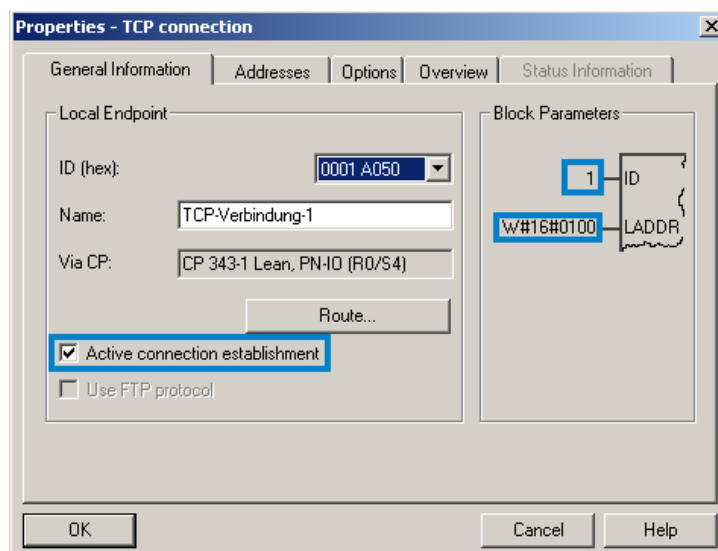 Properties - TCP connection
General Information
Addresses
Options
Overview
Status Information
Local Endpoint
ID (hex):
0001 A050
Name:
TCP-Verbindung-1
Via CP:
CP 343-1 Lean, PN-IO (R0/S4)
Route...
Active connection establishment
Use FTP protocol
Block Parameters
1
ID
W#16#0100
LADDR
OK
Cancel
Help